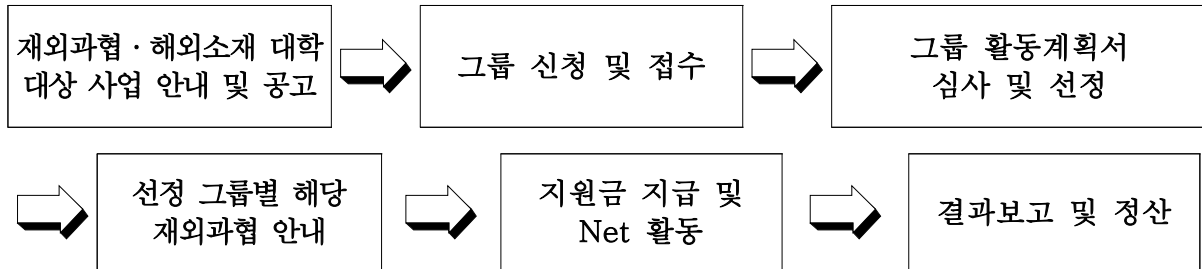 재외과협 · 해외소재 대학
대상 사업 안내 및 공고
그룹 신청 및 접수
그룹 활동계획서
심사 및 선정
선정 그룹별 해당
재외과협 안내
지원금 지급 및
Net 활동
결과보고 및 정산